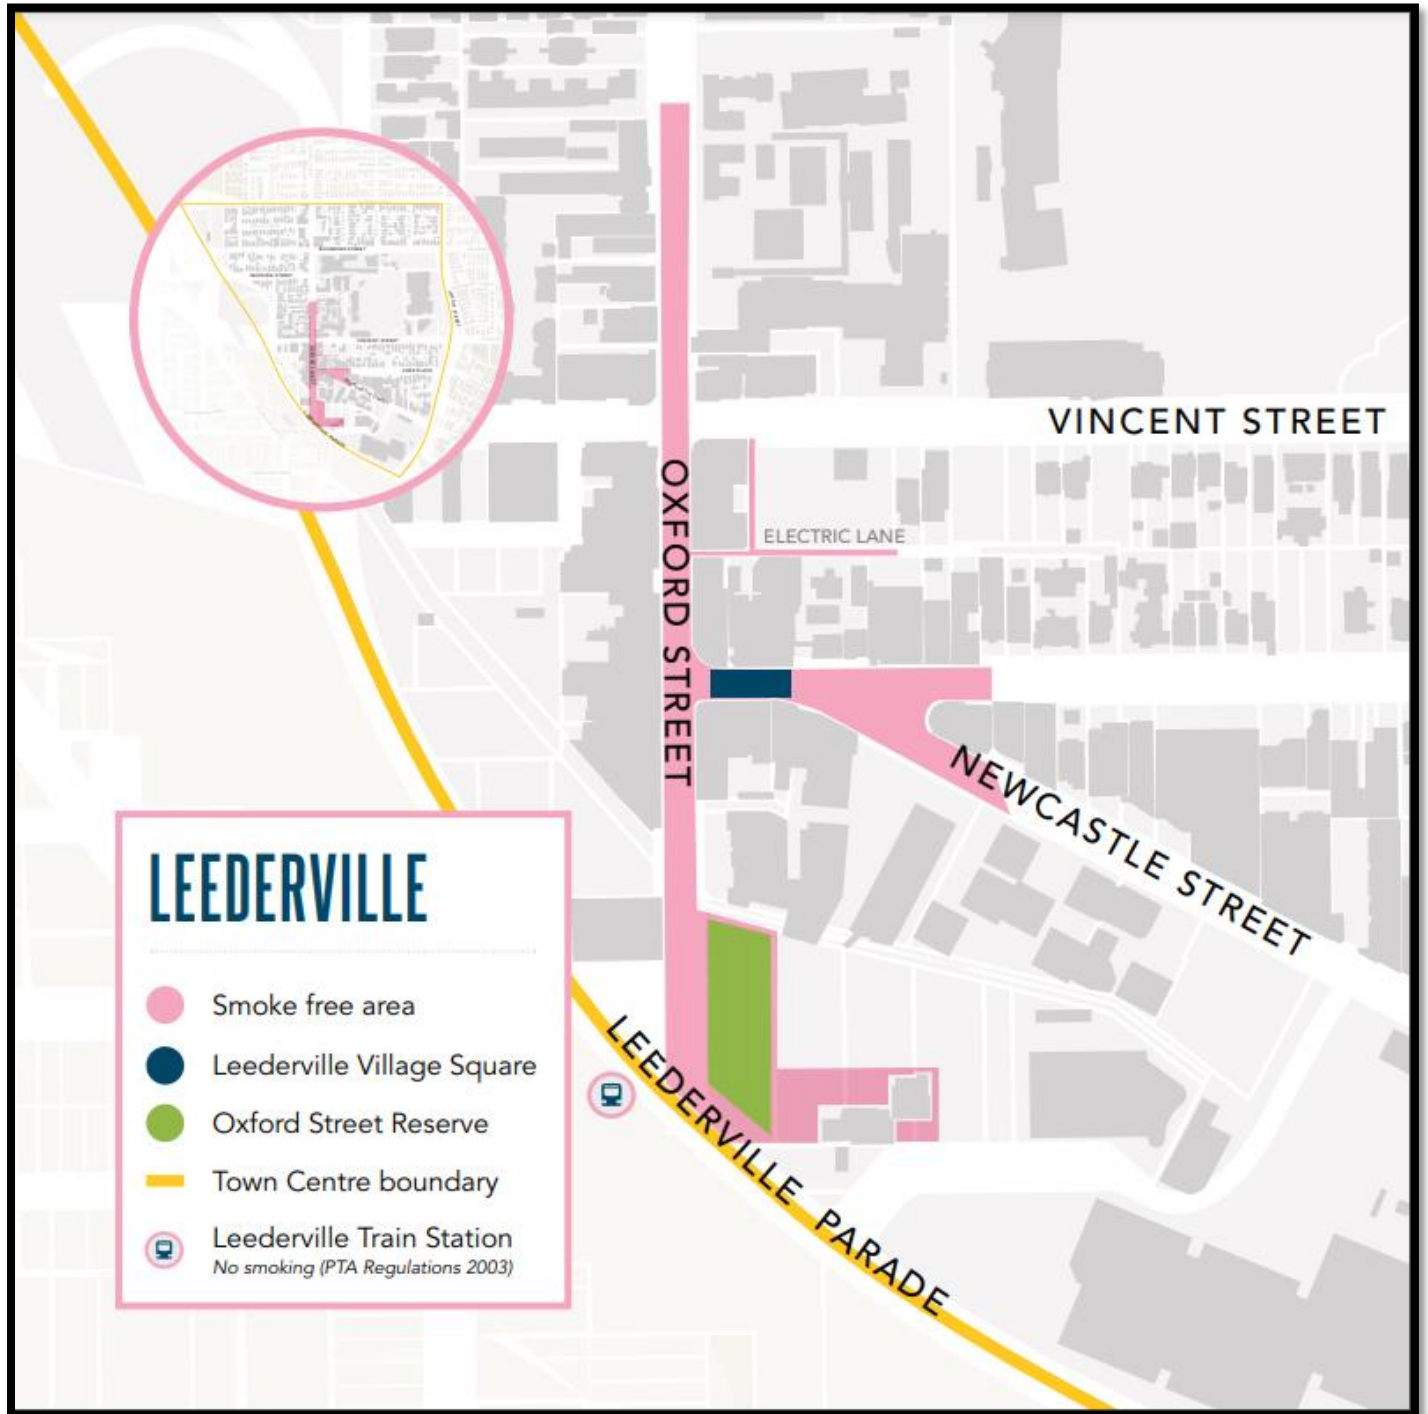 VINCENT STREET
OXFORD STREET
ELECTRIC LANE
NEWCASTLE STREET
LEEDERVILLE PARADE
LEEDERVILLE
Smoke free area
Leederville Village Square
Oxford Street Reserve
Town Centre boundary
Leederville Train Station
No smoking (PTA Regulations 2003)